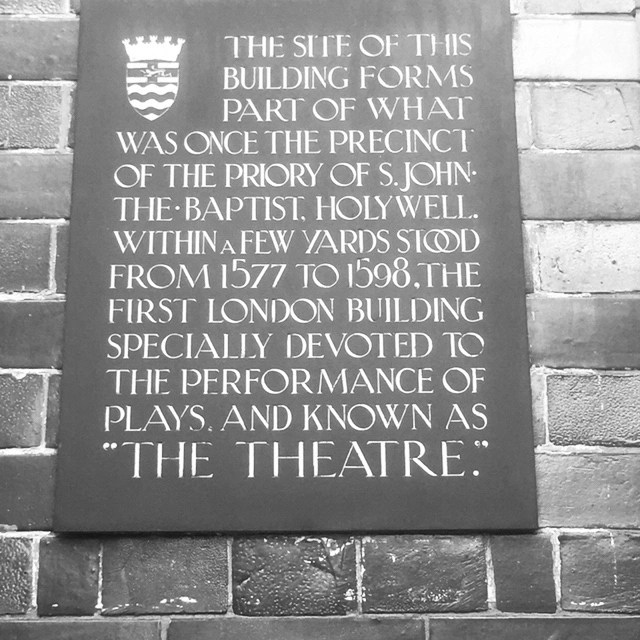 THE SITE OF THIS
BUILDING FORMS
PART OF WHAT
WAS ONCE THE PRECINCT
OF THE PRIORY OF S. JOHN·
THE·BAPTIST, HOLYWELL.
WITHIN A FEW YARDS STOOD
FROM 1577 TO 1598, THE
FIRST LONDON BUILDING
SPECIALLY DEVOTED TO
THE PERFORMANCE OF
PLAYS, AND KNOWN AS
"THE THEATRE."